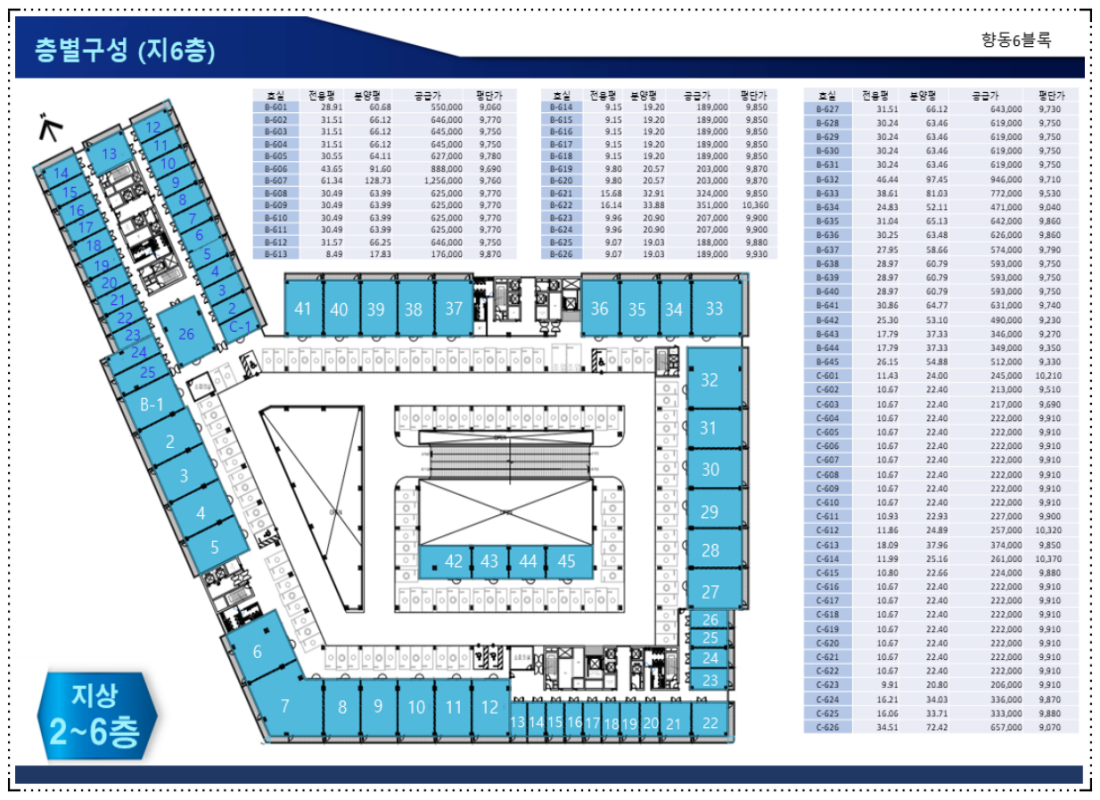 층별구성 (지6층)
향동6블록
호실 전용평 분양평 공급가 평단가
B-601 28.91 60.68 550,000 9,060
B-602 31.51 66.12 646,000 9,770
B-603 31.51 66.12 645,000 9,750
B-604 31.51 66.12 645,000 9,750
B-605 30.55 64.11 627,000 9,780
B-606 43.65 91.60 888,000 9,690
B-607 61.34 128.73 1,256,000 9,760
B-608 30.49 63.99 625,000 9,770
B-609 30.49 63.99 625,000 9,770
B-610 30.49 63.99 625,000 9,770
B-611 30.49 63.99 625,000 9,770
B-612 31.57 66.25 646,000 9,750
B-613 8.49 17.83 176,000 9,870
호실 전용평 분양평 공급가 평단가
B-614 9.15 19.20 189,000 9,850
B-615 9.15 19.20 189,000 9,850
B-616 9.15 19.20 189,000 9,850
B-617 9.15 19.20 189,000 9,850
B-618 9.15 19.20 189,000 9,850
B-619 9.80 20.57 203,000 9,870
B-620 9.80 20.57 203,000 9,870
B-621 15.68 32.91 324,000 9,850
B-622 16.14 33.88 351,000 10,360
B-623 9.96 20.90 207,000 9,900
B-624 9.96 20.90 207,000 9,900
B-625 9.07 19.03 188,000 9,880
B-626 9.07 19.03 189,000 9,930
호실 전용평 분양평 공급가 평단가
B-627 31.51 66.12 643,000 9,730
B-628 30.24 63.46 619,000 9,750
B-629 30.24 63.46 619,000 9,750
B-630 30.24 63.46 619,000 9,750
B-631 30.24 63.46 619,000 9,750
B-632 46.44 97.45 946,000 9,710
B-633 38.61 81.03 772,000 9,530
B-634 24.83 52.11 471,000 9,040
B-635 31.04 65.13 642,000 9,860
B-636 30.25 63.48 626,000 9,860
B-637 27.95 58.66 574,000 9,790
B-638 28.97 60.79 593,000 9,750
B-639 28.97 60.79 593,000 9,750
B-640 28.97 60.79 593,000 9,750
B-641 30.86 64.77 631,000 9,740
B-642 25.30 53.10 490,000 9,230
B-643 17.79 37.33 346,000 9,270
B-644 17.79 37.33 349,000 9,350
B-645 26.15 54.88 512,000 9,330
C-601 11.43 24.00 245,000 10,210
C-602 10.67 22.40 213,000 9,510
C-603 10.67 22.40 217,000 9,690
C-604 10.67 22.40 222,000 9,910
C-605 10.67 22.40 222,000 9,910
C-606 10.67 22.40 222,000 9,910
C-607 10.67 22.40 222,000 9,910
C-608 10.67 22.40 222,000 9,910
C-609 10.67 22.40 222,000 9,910
C-610 10.67 22.40 222,000 9,910
C-611 10.93 22.93 227,000 9,900
C-612 11.86 24.89 257,000 10,320
C-613 18.09 37.96 374,000 9,850
C-614 11.99 25.16 261,000 10,370
C-615 10.80 22.66 224,000 9,880
C-616 10.67 22.40 222,000 9,910
C-617 10.67 22.40 222,000 9,910
C-618 10.67 22.40 222,000 9,910
C-619 10.67 22.40 222,000 9,910
C-620 10.67 22.40 222,000 9,910
C-621 10.67 22.40 222,000 9,910
C-622 10.67 22.40 222,000 9,910
C-623 9.91 20.80 206,000 9,910
C-624 16.21 34.03 336,000 9,870
C-625 16.06 33.71 333,000 9,880
C-626 34.51 72.42 657,000 9,070
12
11
10
9
8
7
6
5
4
3
2
C-1
13
14
15
16
17
18
19
20
21
22
23
24
25
26
B-1
2
3
4
5
6
7 8 9 10 11 12
13 14 15 16 17 18 19 20 21 22
41 40 39 38 37
36 35 34 33
32
31
30
29
28
27
26
25
24
23
OPEN
OPEN
OPEN
42 43 44 45
지상
2~6층